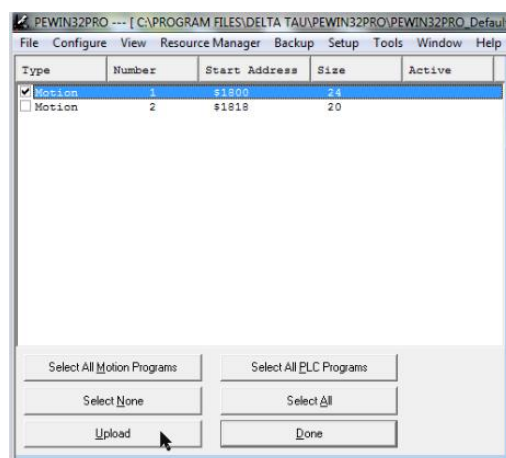 PEWIN32PRO --- [ C:\PROGRAM FILES\DELTA TAU\PEWIN32PRO\PEWIN32PRO_Defaul
File Configure View Resource Manager Backup Setup Tools Window Help
Type Number Start Address Size Active
Motion 1 $1800 24
Motion 2 $1818 20
Select All Motion Programs Select All PLC Programs
Select None Select All
Upload Done